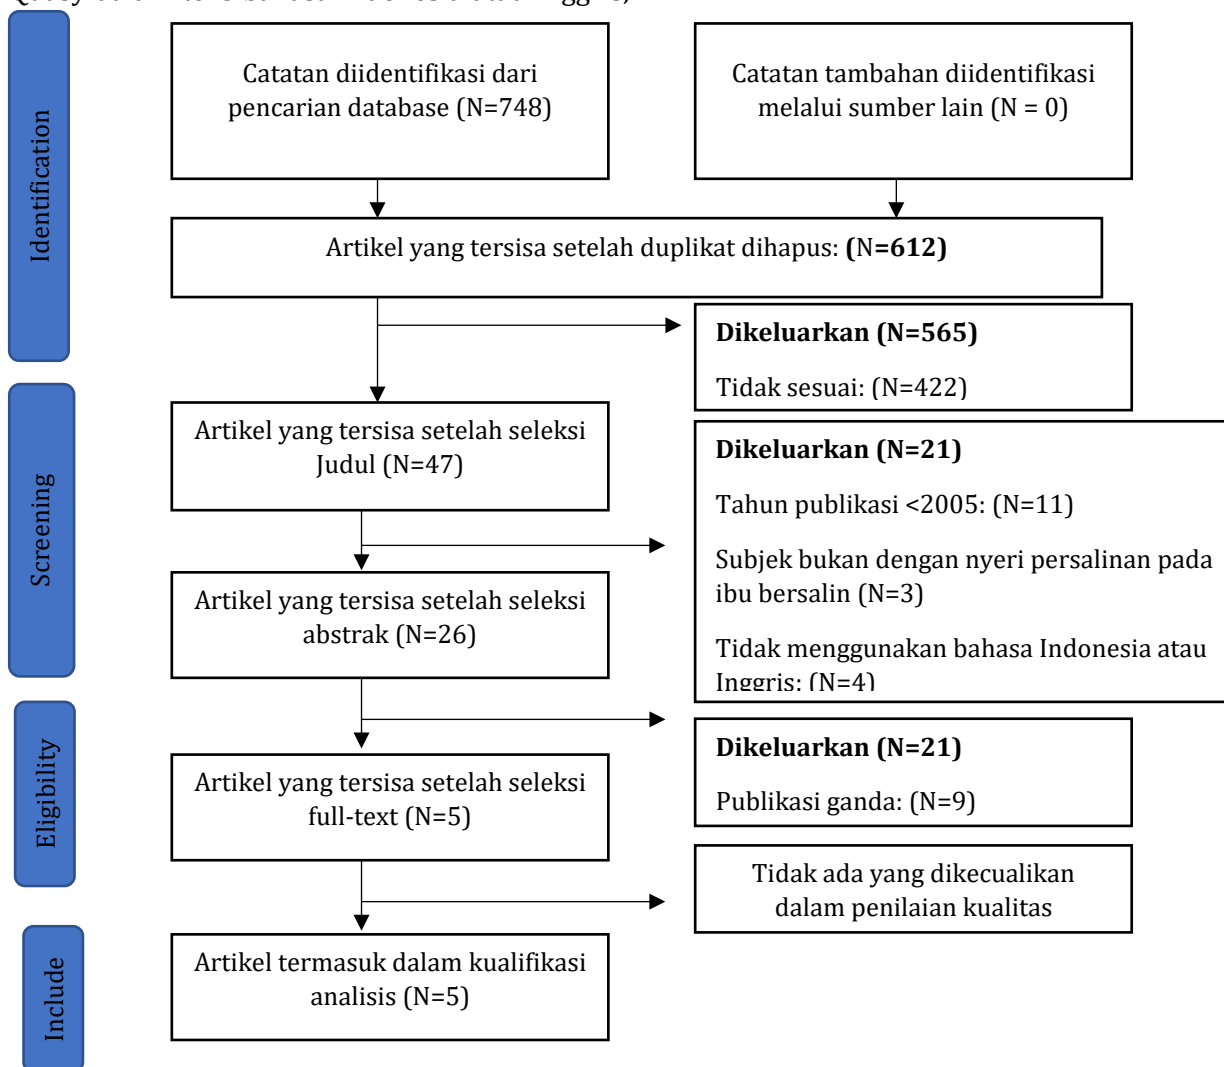 Identification
Catatan diidentifikasi dari
pencarian database (N=748)
Catatan tambahan diidentifikasi
melalui sumber lain (N = 0)
Artikel yang tersisa setelah duplikat dihapus: (N=612)
Dikeluarkan (N=565)
Tidak sesuai: (N=422)
Screening
Artikel yang tersisa setelah seleksi
Judul (N=47)
Dikeluarkan (N=21)
Tahun publikasi <2005: (N=11)
Subjek bukan dengan nyeri persalinan pada
ibu bersalin (N=3)
Tidak menggunakan bahasa Indonesia atau
Inggris: (N=4)
Artikel yang tersisa setelah seleksi
abstrak (N=26)
Eligibility
Dikeluarkan (N=21)
Publikasi ganda: (N=9)
Artikel yang tersisa setelah seleksi
full-text (N=5)
Tidak ada yang dikecualikan
dalam penilaian kualitas
Include
Artikel termasuk dalam kualifikasi
analisis (N=5)